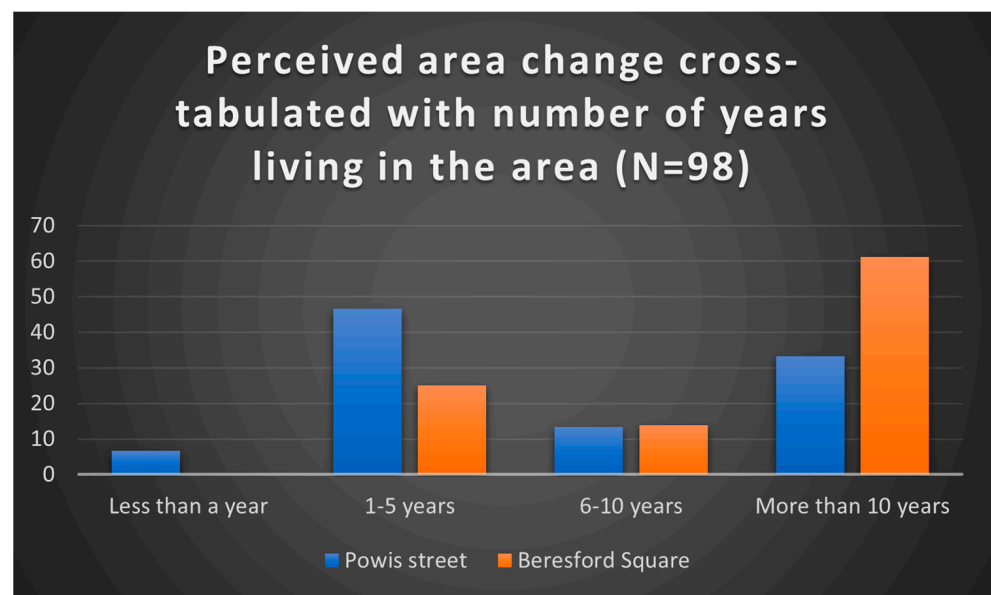 Perceived area change cross-
tabulated with number of years
living in the area (N=98)
70
60
50
40
30
20
10
0
Less than a year 1-5 years 6-10 years More than 10 years
Powis street Beresford Square